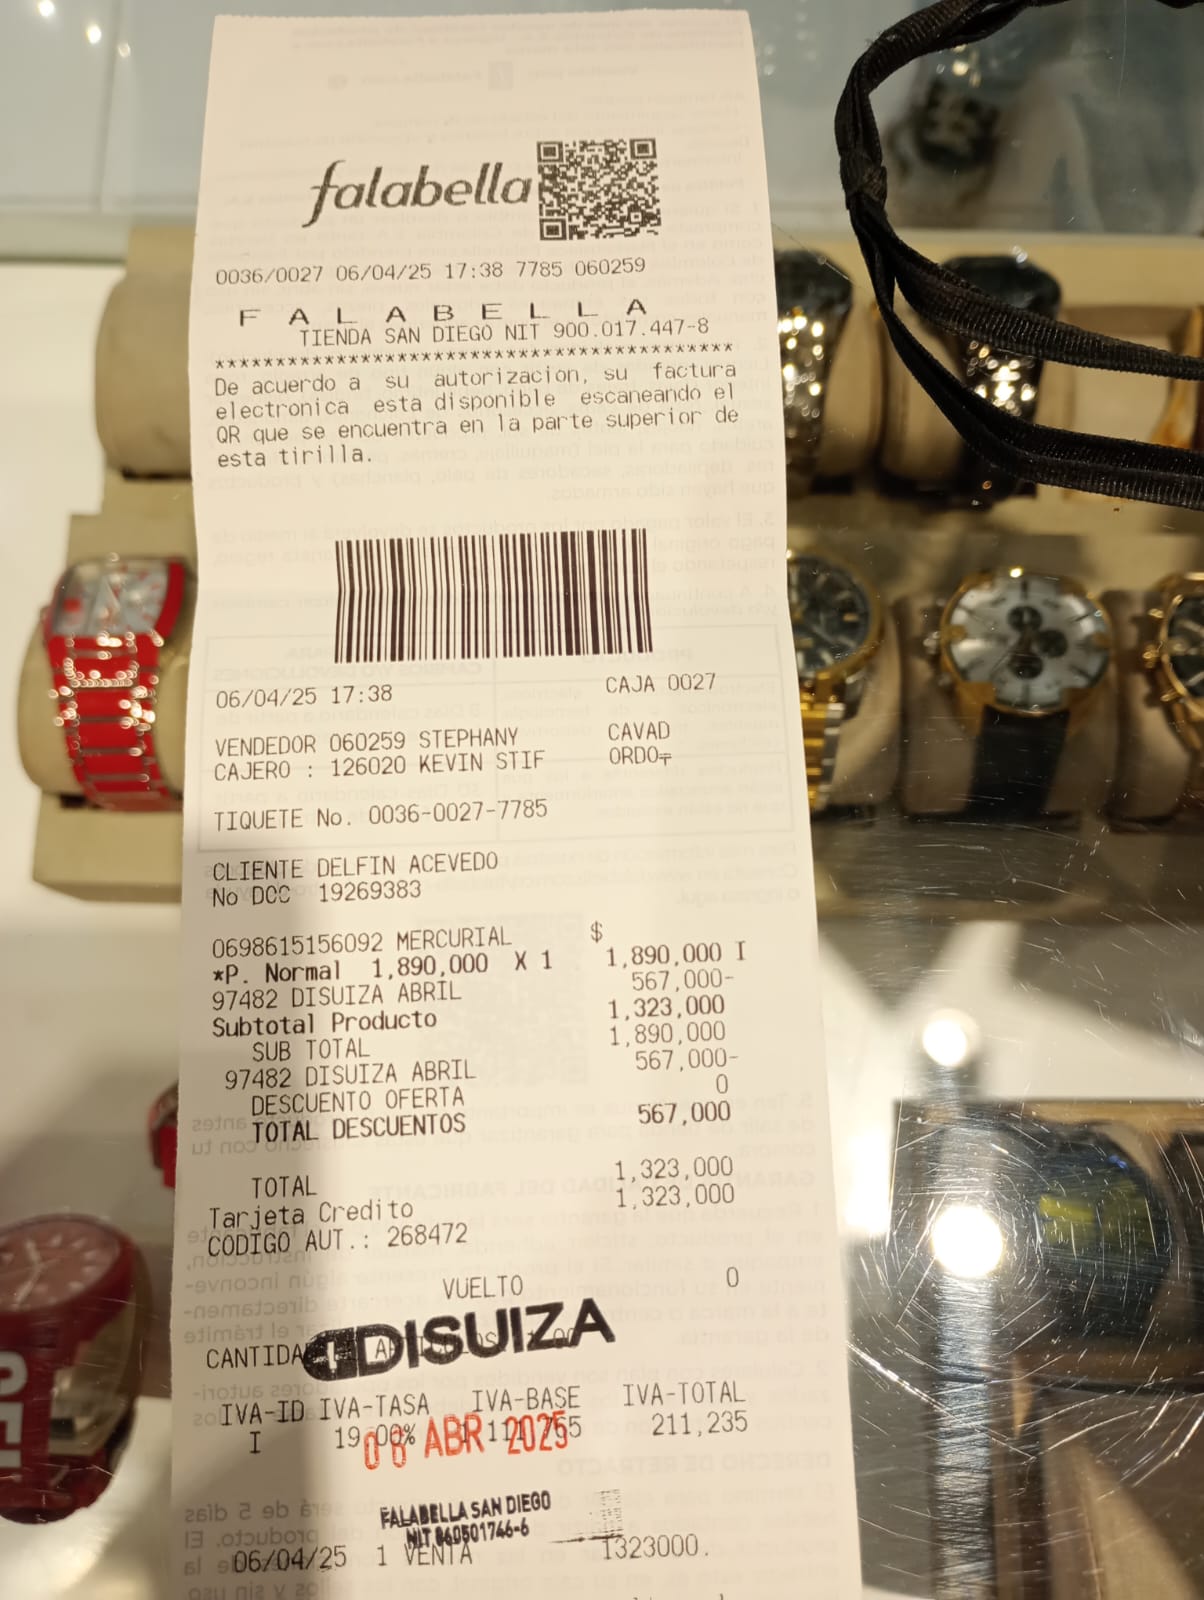 falabella
0036/0027 06/04/25 17:38 7785 060259
F A L A B E L L A
TIENDA SAN DIEGO NIT 900.017.447-8
*******************************************
De acuerdo a su autorizacion, su factura
electronica esta disponible escaneando el
QR que se encuentra en la parte superior de
esta tirilla.
06/04/25 17:38 CAJA 0027
VENDEDOR 060259 STEPHANY CAVAD
CAJERO : 126020 KEVIN STIF ORDO
TIQUETE No. 0036-0027-7785
CLIENTE DELFIN ACEVEDO
No DCC 19269383
0698615156092 MERCURIAL $
*P. Normal 1,890,000 X 1 1,890,000 I
97482 DISUIZA ABRIL 567,000-
Subtotal Producto 1,323,000
SUB TOTAL 1,890,000
97482 DISUIZA ABRIL 567,000-
DESCUENTO OFERTA 0
TOTAL DESCUENTOS 567,000
TOTAL 1,323,000
Tarjeta Credito 1,323,000
CODIGO AUT.: 268472
VUELTO 0
DISUIZA
IVA-ID IVA-TASA IVA-BASE IVA-TOTAL
I 19.00% 211,235
06 ABR 2025
FALABELLA SAN DIEGO
NIT 860501746-6
06/04/25 1 VENTA 1323000.